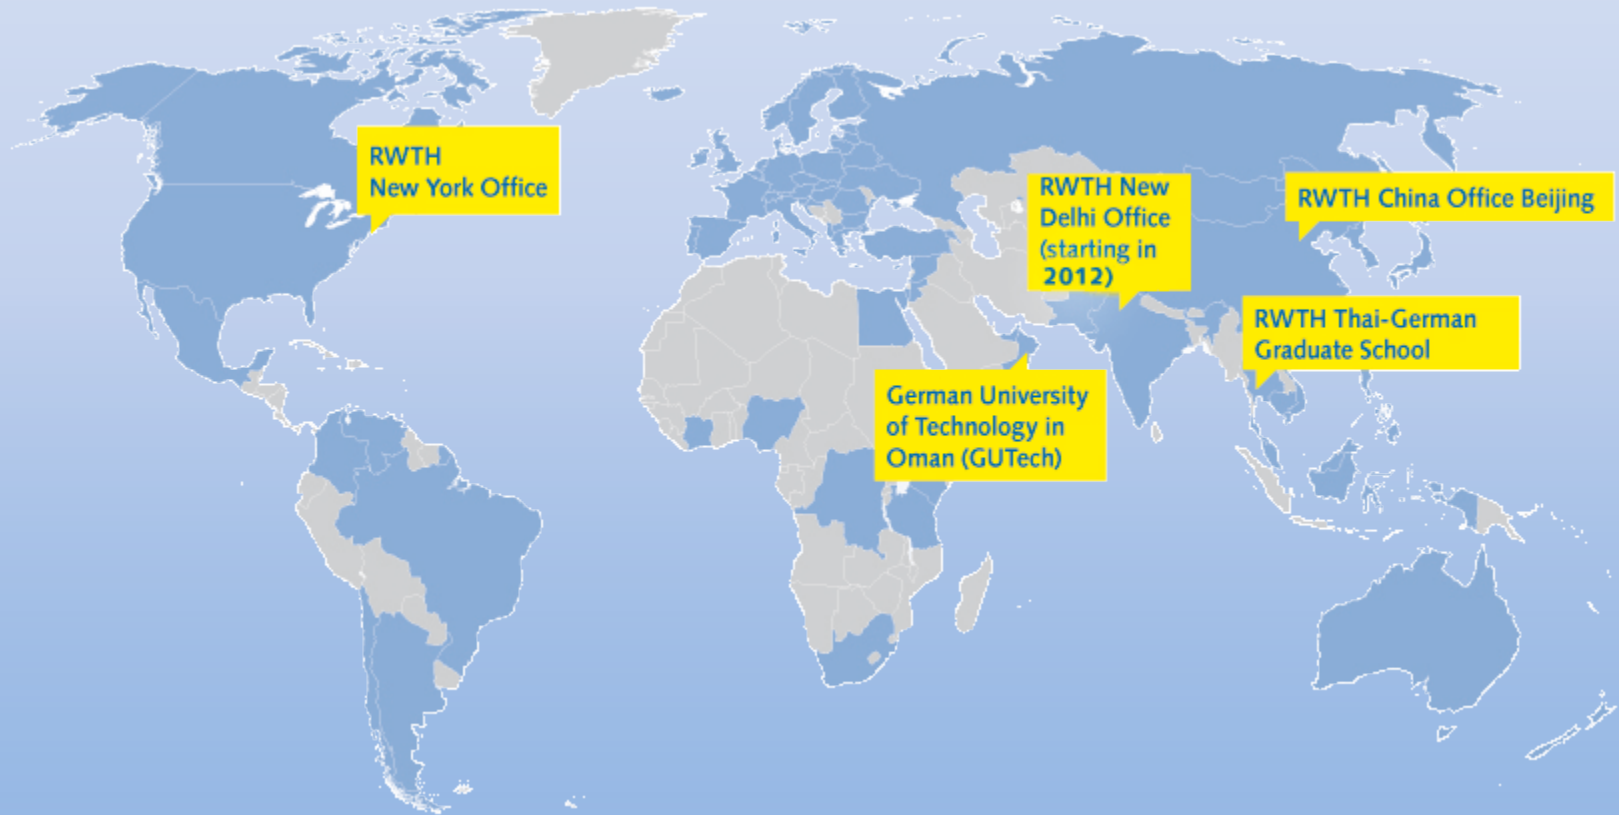 RWTH
New York Office
RWTH New
Delhi Office
(starting in
2012)
RWTH China Office Beijing
RWTH Thai-German
Graduate School
German University
of Technology in
Oman (GUTech)